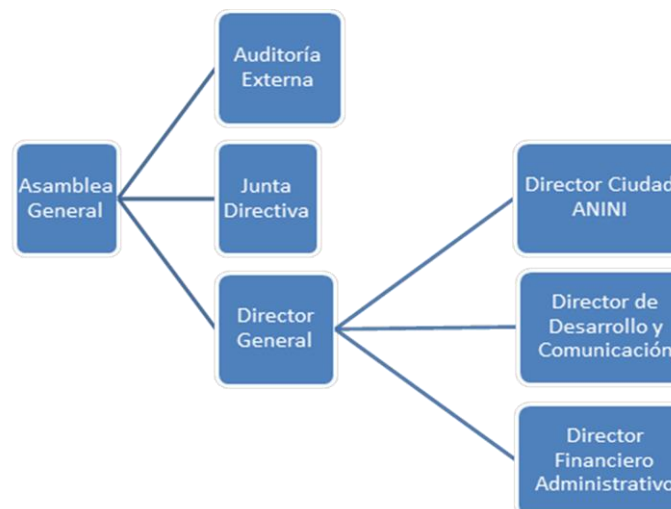 Auditoría
Externa
Asamblea
General
Junta
Directiva
Director
General
Director Ciudad
ANINI
Director de
Desarrollo y
Comunicación
Director
Financiero
Administrativo